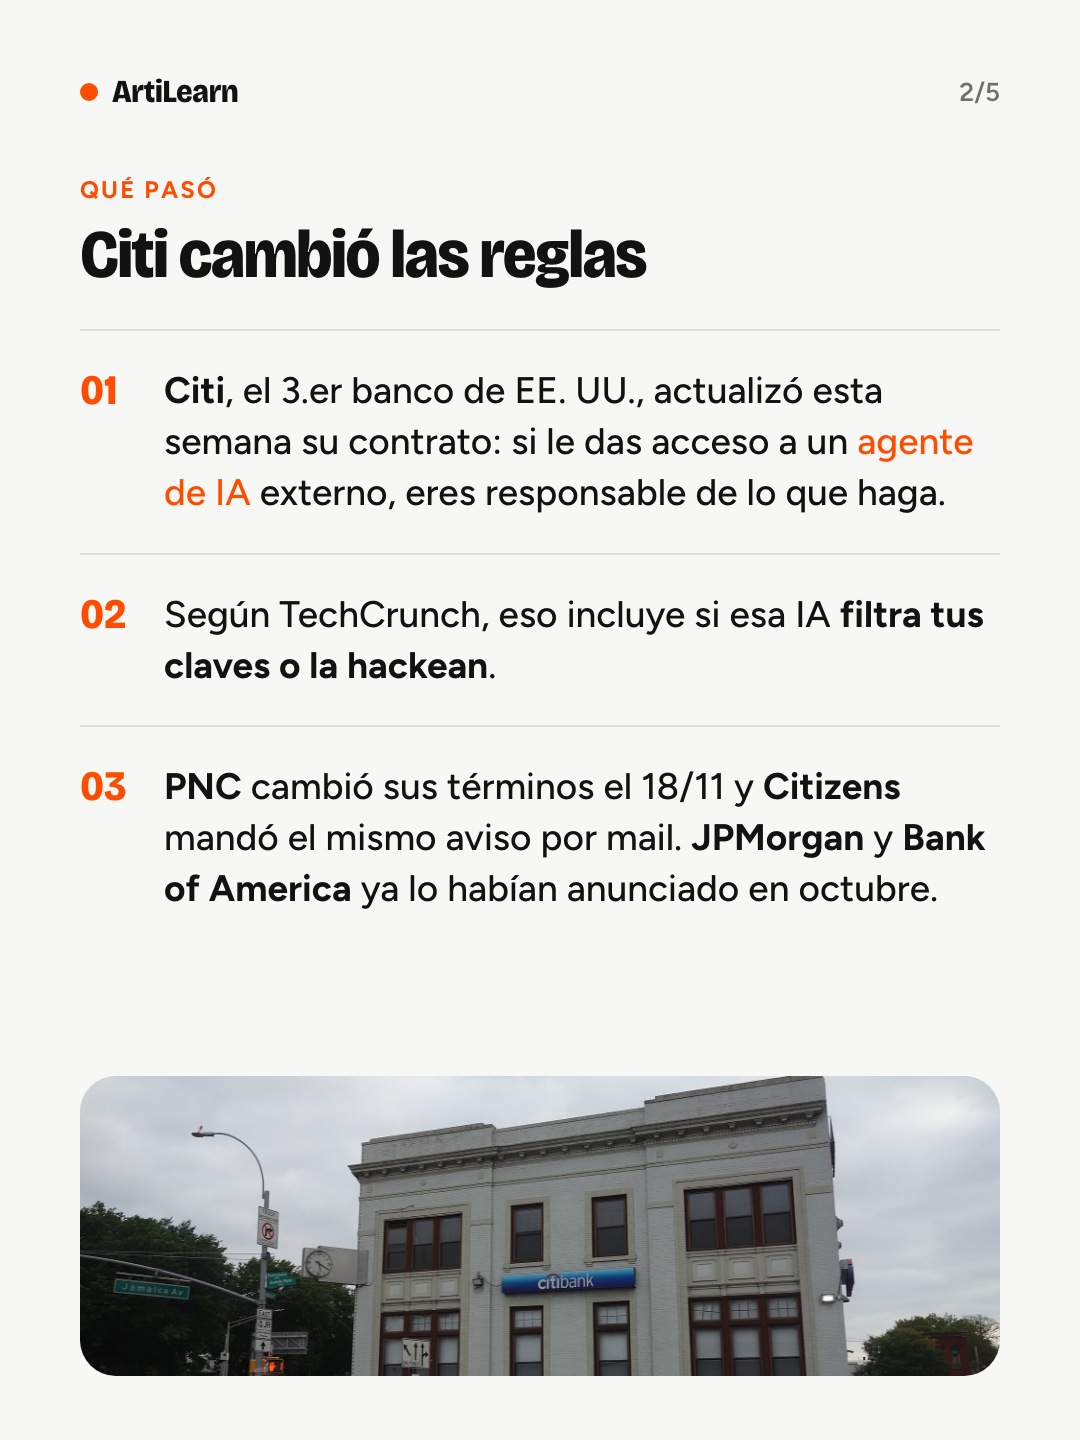 ArtiLearn
2/5
QUÉ PASÓ
Citi cambió las reglas
01
Citi, el 3.er banco de EE. UU., actualizó esta
semana su contrato: si le das acceso a un agente
de IA externo, eres responsable de lo que haga.
02
Según TechCrunch, eso incluye si esa IA filtra tus
claves o la hackean.
03
PNC cambió sus términos el 18/11 y Citizens
mandó el mismo aviso por mail. JPMorgan y Bank
of America ya lo habían anunciado en octubre.
Jamaica Av
citibank